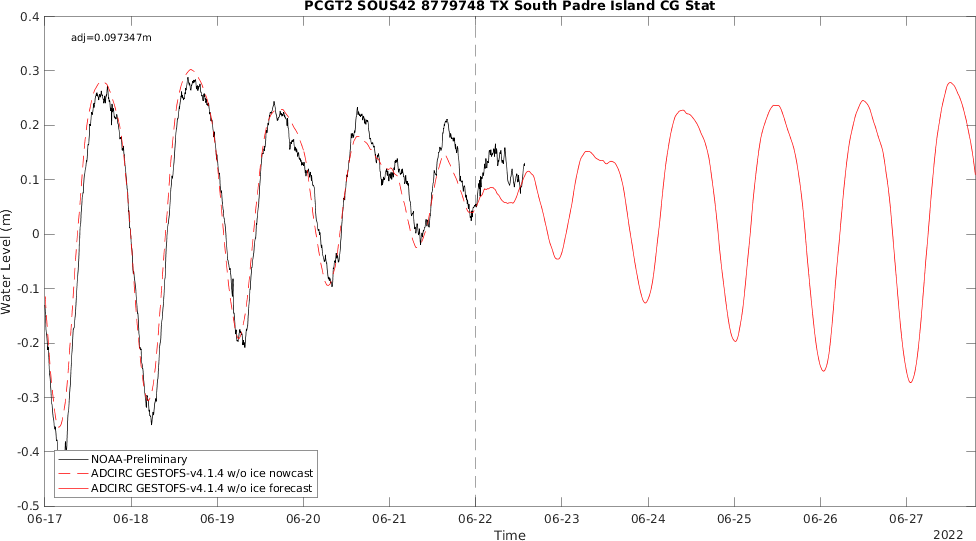 PCGT2 SOUS42 8779748 TX South Padre Island CG Stat
adj=0.097347m
0.4
0.3
0.2
0.1
0
-0.1
-0.2
-0.3
-0.4
-0.5
Water Level (m)
NOAA-Preliminary
ADCIRC GESTOFS-v4.1.4 w/o ice nowcast
ADCIRC GESTOFS-v4.1.4 w/o ice forecast
06-17 06-18 06-19 06-20 06-21 06-22 06-23 06-24 06-25 06-26 06-27
Time
2022